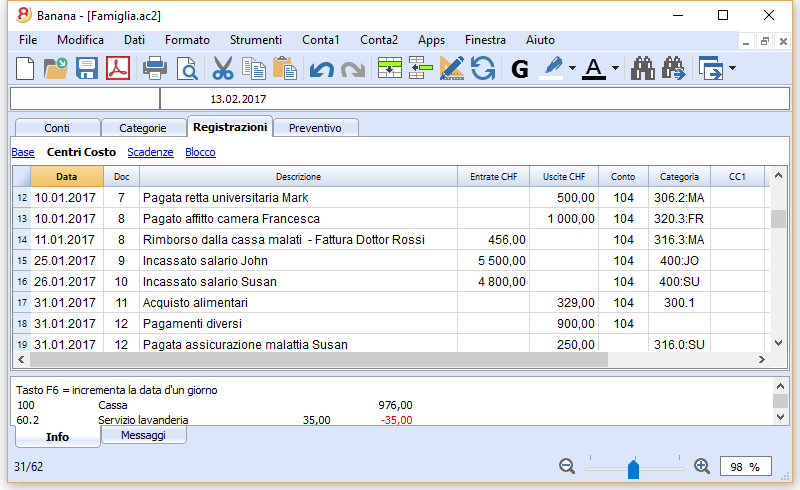 Banana - [Famiglia.ac2]
File Modifica Dati Formato Strumenti Conta1 Conta2 Apps Finestra Aiuto
G A
13.02.2017
Conti Categorie Registrazioni Preventivo
Base Centri Costo Scadenze Blocco
Data Doc Descrizione Entrate CHF Uscite CHF Conto Categoria CC1
12 10.01.2017 7 Pagata retta universitaria Mark 500,00 104 306.2:MA
13 10.01.2017 8 Pagato affitto camera Francesca 1 000,00 104 320.3:FR
14 11.01.2017 8 Rimborso dalla cassa malati - Fattura Dottor Rossi 456,00 104 316.3:MA
15 25.01.2017 9 Incassato salario John 5 500,00 104 400:JO
16 26.01.2017 10 Incassato salario Susan 4 800,00 104 400:SU
17 31.01.2017 11 Acquisto alimentari 329,00 104 300.1
18 31.01.2017 12 Pagamenti diversi 900,00 104
19 31.01.2017 12 Pagata assicurazione malattia Susan 250,00 316.0:SU
Tasto F6 = incrementa la data d'un giorno
100 Cassa 976,00
60.2 Servizio lavanderia 35,00 -35,00
Info Messaggi
31/62 98 %